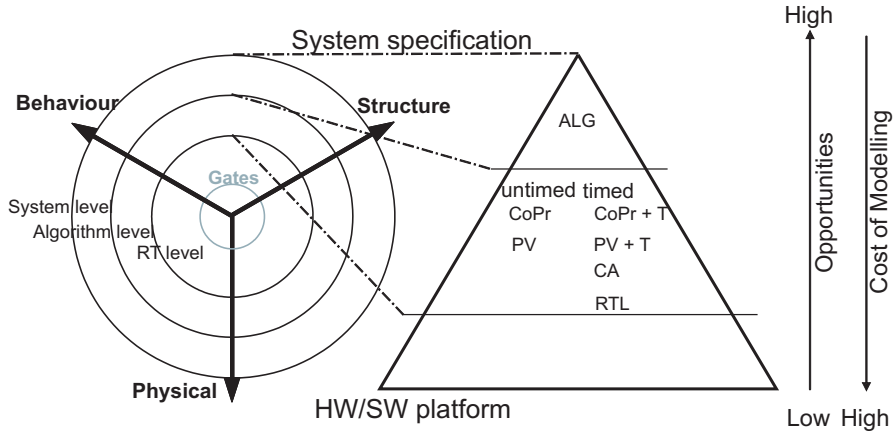 High
System specification
Behaviour
Structure
ALG
Gates
untimed timed
System level
CoPr
CoPr + T
Algorithm level
PV
PV + T
RT level
CA
RTL
Opportunities
Cost of Modelling
Physical
HW/SW platform
Low High